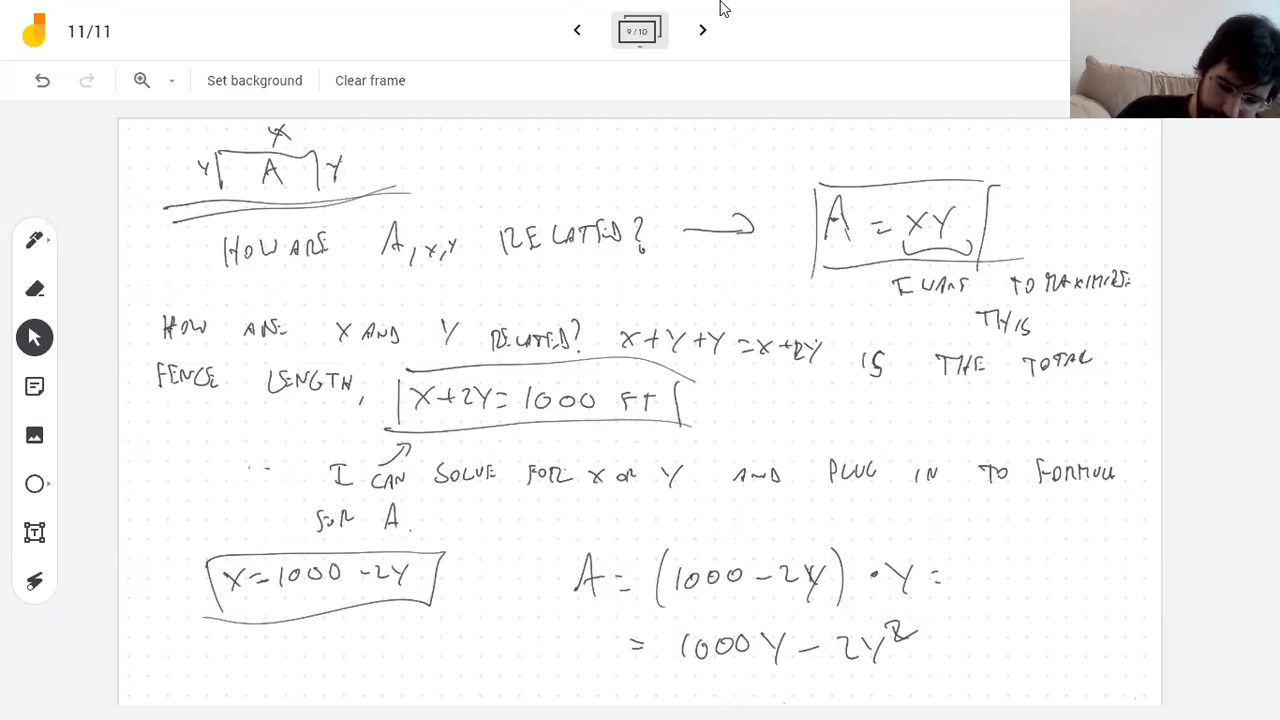 11/11
9 / 10
Set background
Clear frame
X
Y A Y
HOW ARE A, X, Y RELATED? → A = XY
I WANT TO MAXIMIZE
THIS
HOW ARE X AND Y RELATED? X+Y+Y=X+2Y IS THE TOTAL
FENCE LENGTH, X+2Y=1000 FT
I CAN SOLVE FOR X OR Y AND PLUG IN TO FORMULA
FOR A.
X=1000-2Y
A = (1000-2Y) · Y =
= 1000Y - 2Y²